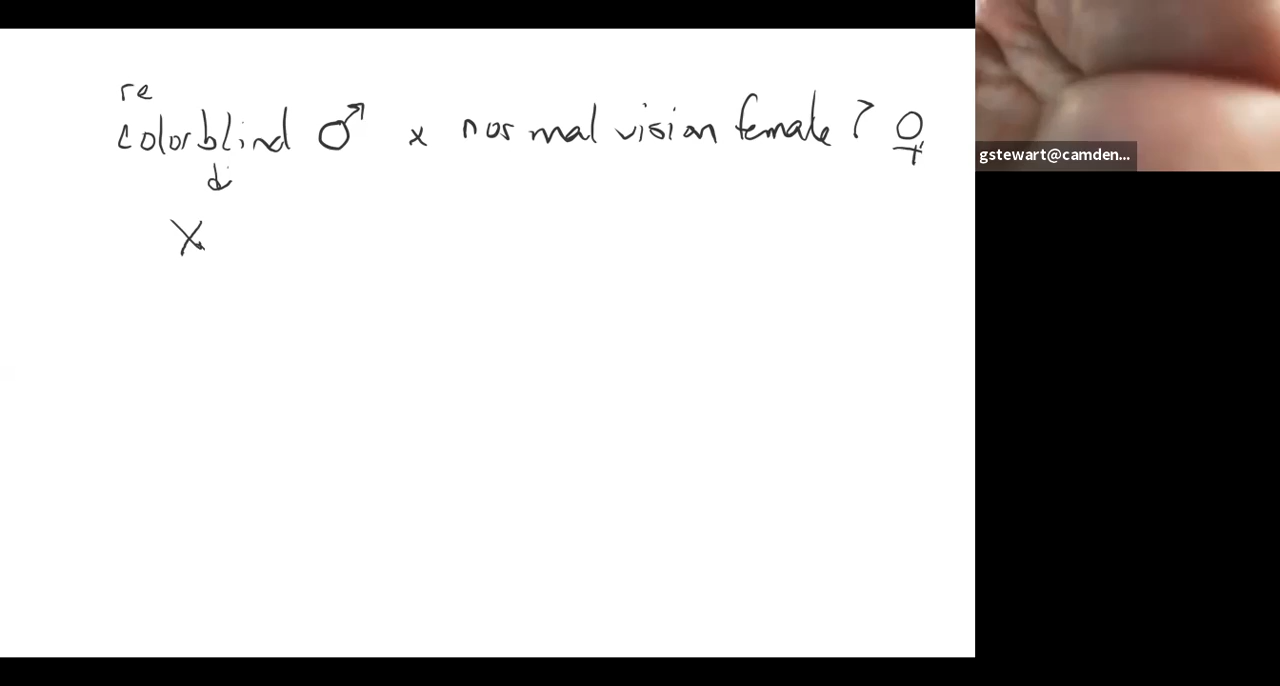 re
colorblind ♂ x normal vision female? ♀
d
X
gstewart@camden...